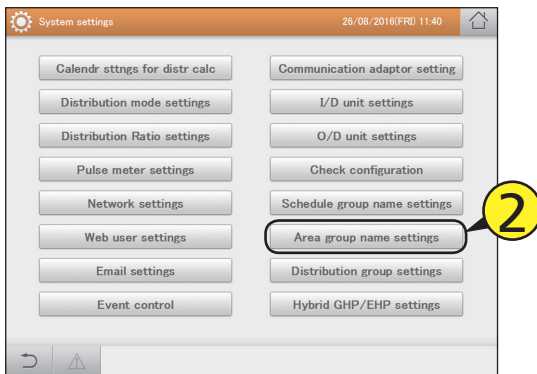 System settings
26/08/2016(FRI) 11:40
Calendr sttngs for distr calc
Communication adaptor setting
Distribution mode settings
I/D unit settings
Distribution Ratio settings
O/D unit settings
Pulse meter settings
Check configuration
Network settings
Schedule group name settings
Web user settings
Area group name settings
2
Email settings
Distribution group settings
Event control
Hybrid GHP/EHP settings